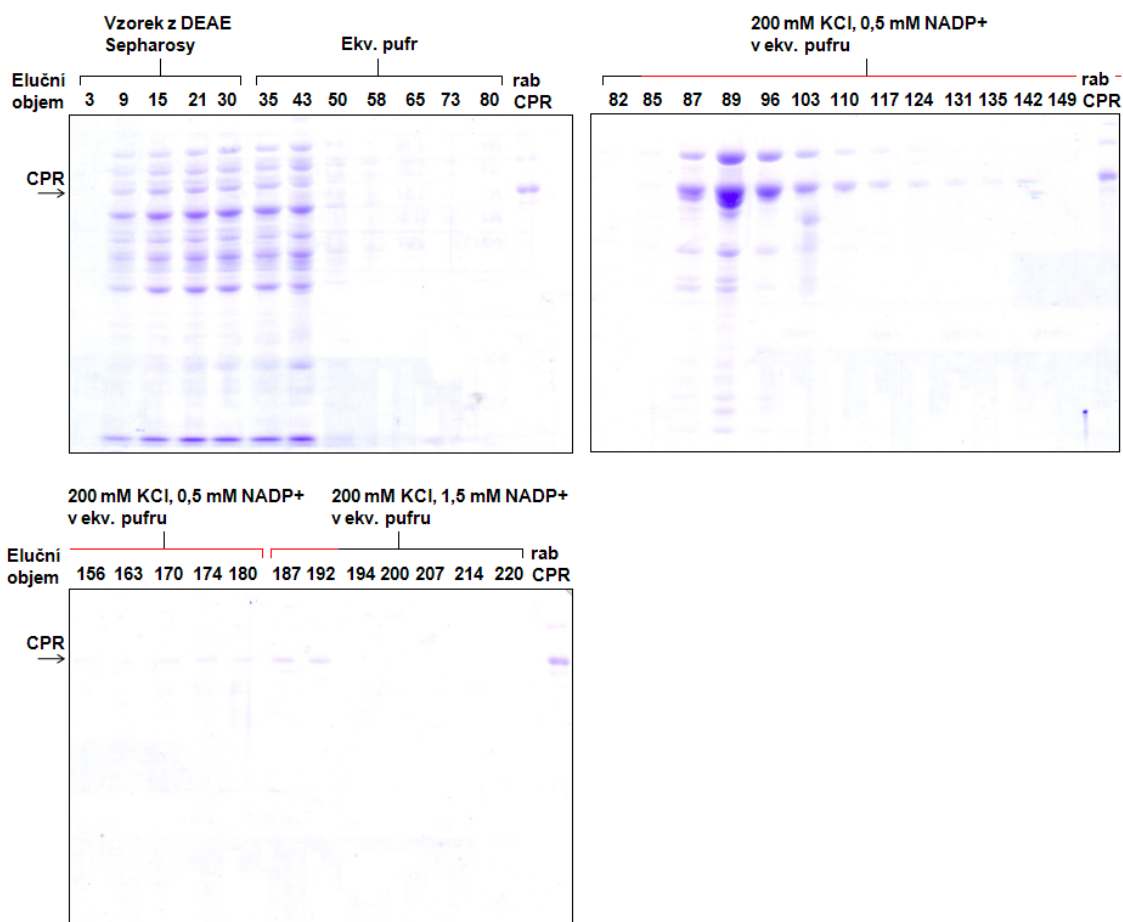 Vzorek z DEAE
Sepharosy
Ekv. pufr
Eluční
objem
3 9 15 21 30 35 43 50 58 65 73 80
rab
CPR
CPR
200 mM KCl, 0,5 mM NADP+
v ekv. pufru
82 85 87 89 96 103 110 117 124 131 135 142 149
rab
CPR
200 mM KCl, 0,5 mM NADP+
v ekv. pufru
200 mM KCl, 1,5 mM NADP+
v ekv. pufru
Eluční
objem
156 163 170 174 180 187 192 194 200 207 214 220
rab
CPR
CPR